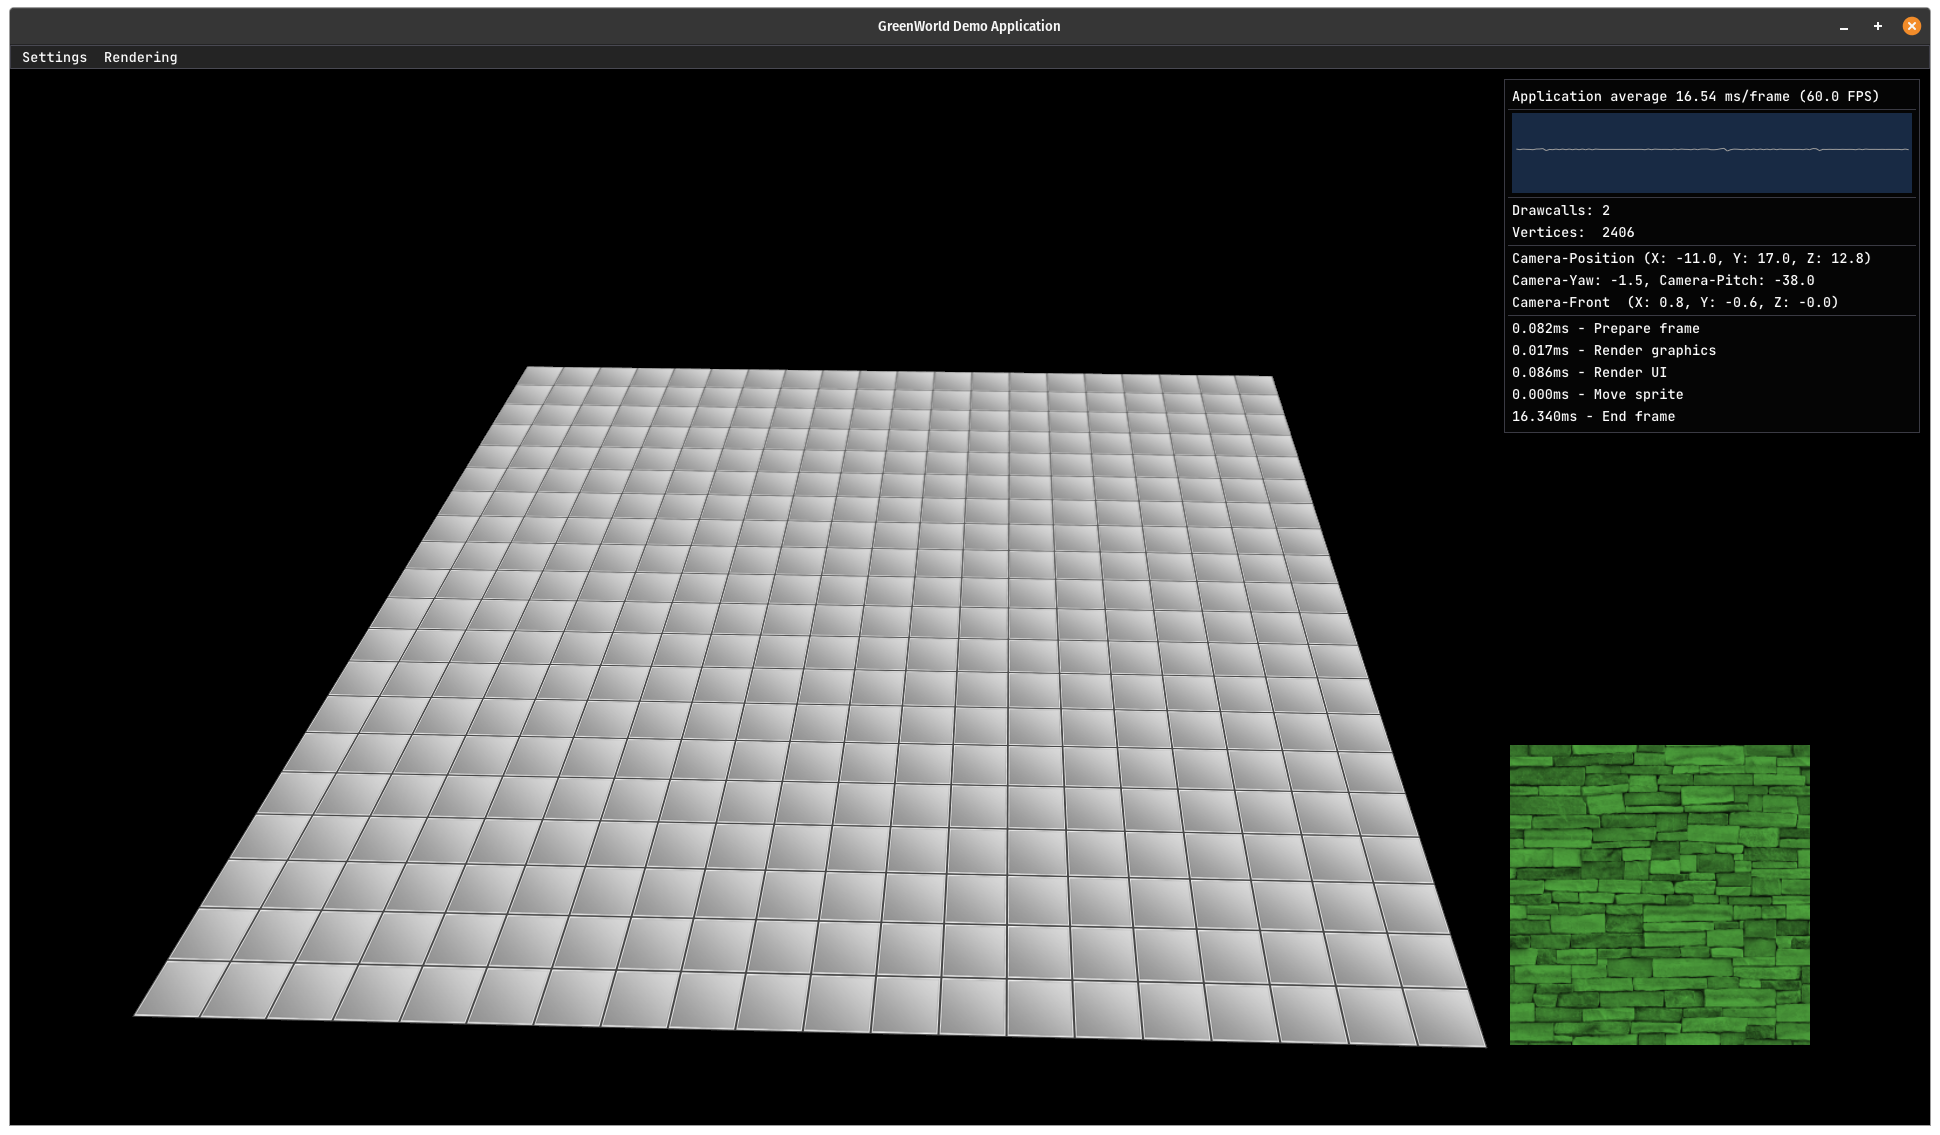 GreenWorld Demo Application
Settings Rendering
Application average 16.54 ms/frame (60.0 FPS)
Drawcalls: 2
Vertices:  2406
Camera-Position (X: -11.0, Y: 17.0, Z: 12.8)
Camera-Yaw: -1.5, Camera-Pitch: -38.0
Camera-Front  (X: 0.8, Y: -0.6, Z: -0.0)
0.082ms - Prepare frame
0.017ms - Render graphics
0.086ms - Render UI
0.000ms - Move sprite
16.340ms - End frame